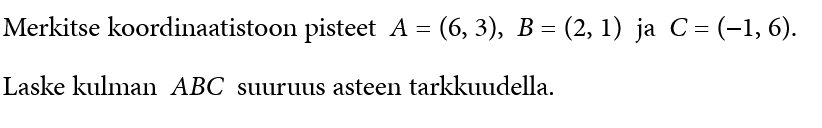 Merkitse koordinaatistoon pisteet A = (6, 3), B = (2, 1) ja C = (−1, 6).
Laske kulman ABC suuruus asteen tarkkuudella.